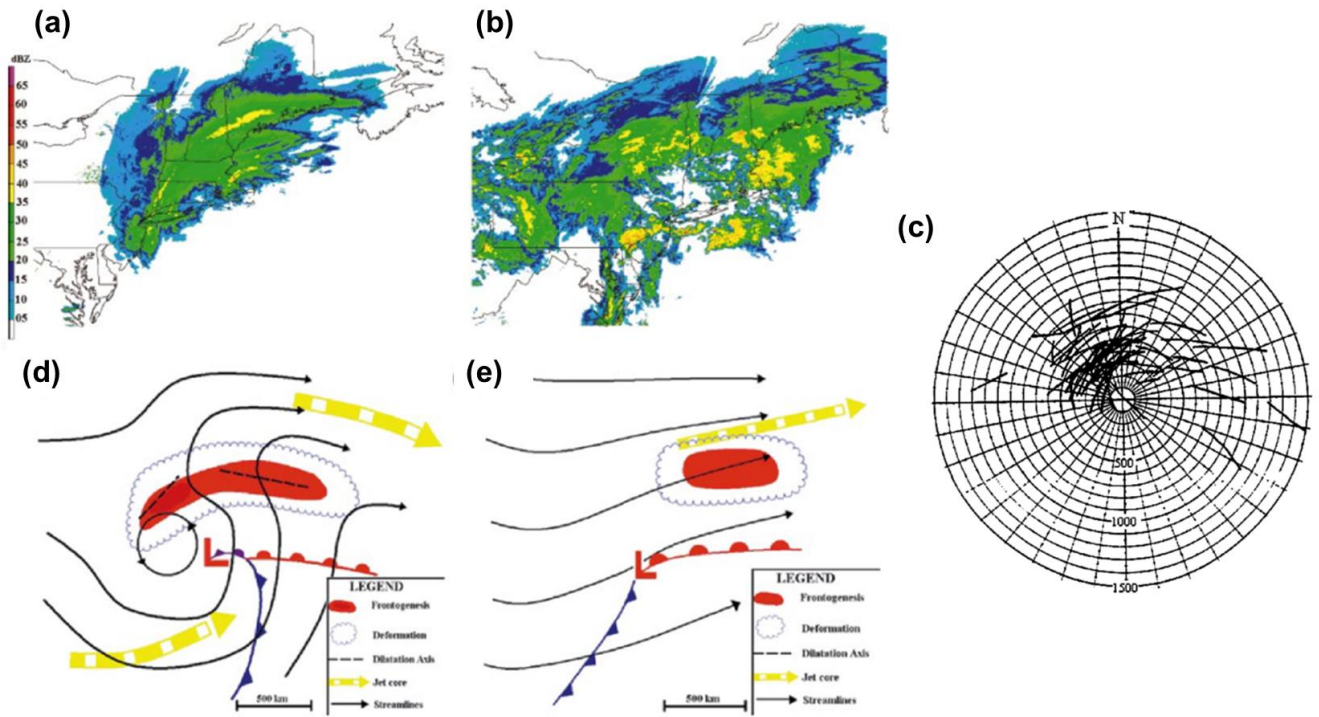 (a)
(b)
dBZ
65
60
55
50
45
40
35
30
25
20
15
10
05
(c)
N
500
1000
1500
(d)
(e)
L
L
LEGEND
Frontogenesis
Deformation
Dilatation Axis
Jet core
500 km
Streamlines
LEGEND
Frontogenesis
Deformation
Dilatation Axis
Jet core
500 km
Streamlines